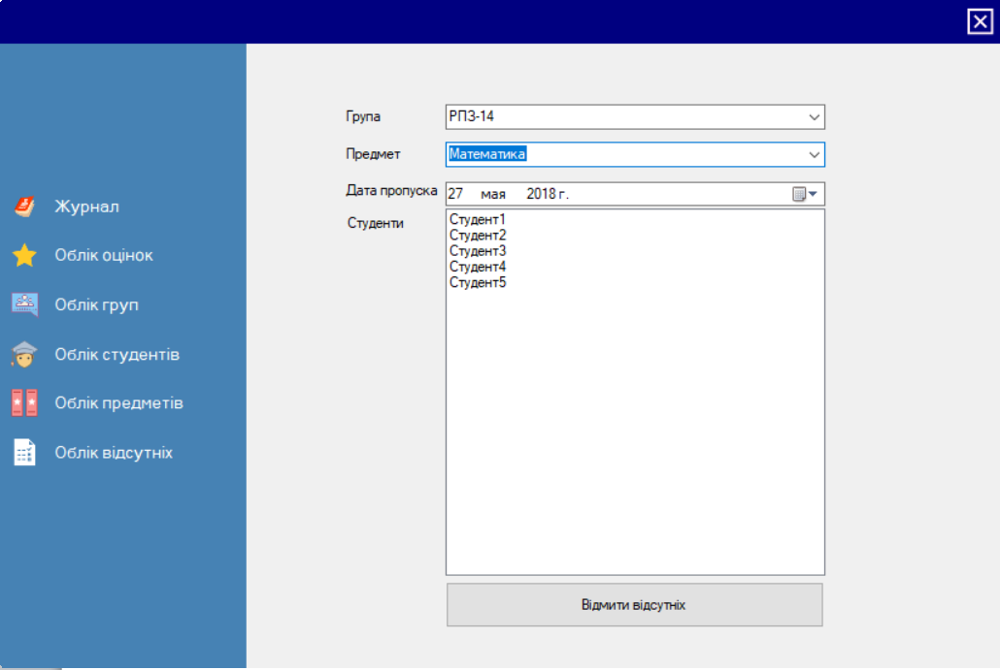 Журнал
Облік оцінок
Облік груп
Облік студентів
Облік предметів
Облік відсутніх
Група РПЗ-14
Предмет Математика
Дата пропуска 27 мая 2018 г.
Студенти
Студент1
Студент2
Студент3
Студент4
Студент5
Відмити відсутніх